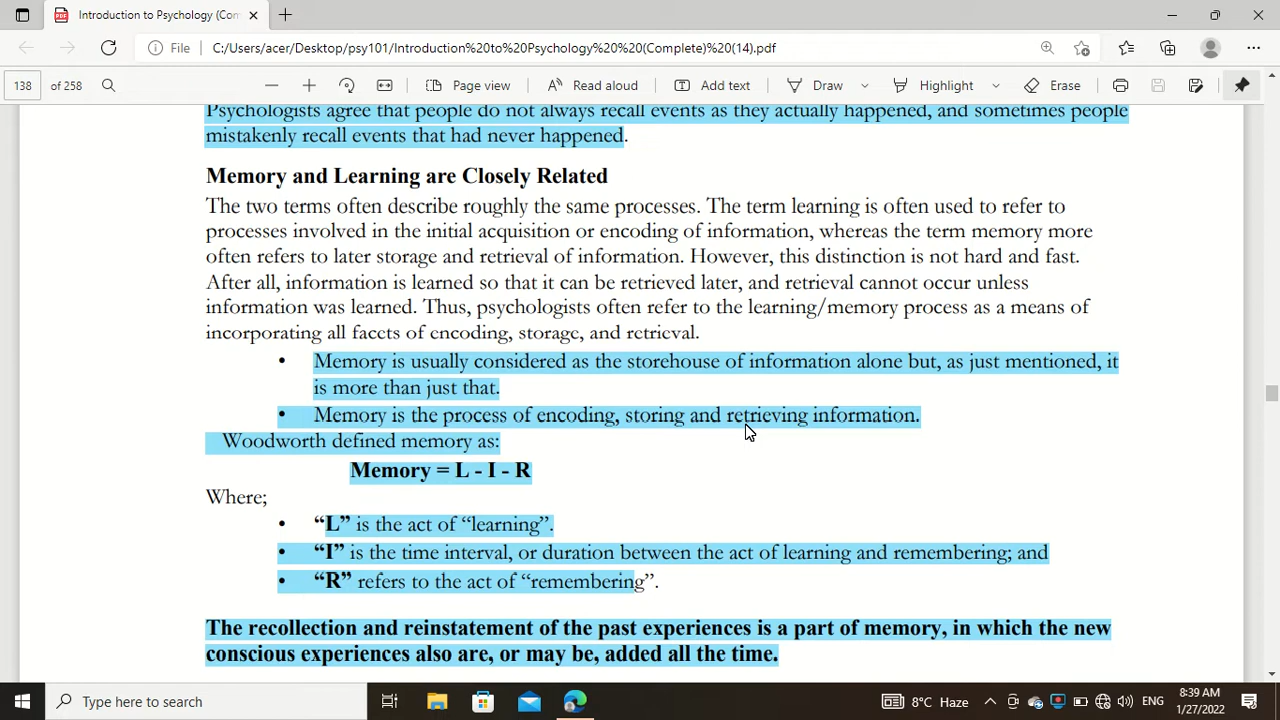 Introduction to Psychology (Com
File
C:/Users/acer/Desktop/psy101/Introduction%20to%20Psychology%20%20(Complete)%20(14).pdf
138 of 258
Page view
Read aloud
Add text
Draw
Highlight
Erase
Psychologists agree that people do not always recall events as they actually happened, and sometimes people
mistakenly recall events that had never happened.
Memory and Learning are Closely Related
The two terms often describe roughly the same processes. The term learning is often used to refer to
processes involved in the initial acquisition or encoding of information, whereas the term memory more
often refers to later storage and retrieval of information. However, this distinction is not hard and fast.
After all, information is learned so that it can be retrieved later, and retrieval cannot occur unless
information was learned. Thus, psychologists often refer to the learning/memory process as a means of
incorporating all facets of encoding, storage, and retrieval.
• Memory is usually considered as the storehouse of information alone but, as just mentioned, it
is more than just that.
• Memory is the process of encoding, storing and retrieving information.
Woodworth defined memory as:
Memory = L - I - R
Where;
• “L” is the act of “learning”.
• “I” is the time interval, or duration between the act of learning and remembering; and
• “R” refers to the act of “remembering”.
The recollection and reinstatement of the past experiences is a part of memory, in which the new
conscious experiences also are, or may be, added all the time.
Type here to search
8°C Haze
ENG
8:39 AM
1/27/2022